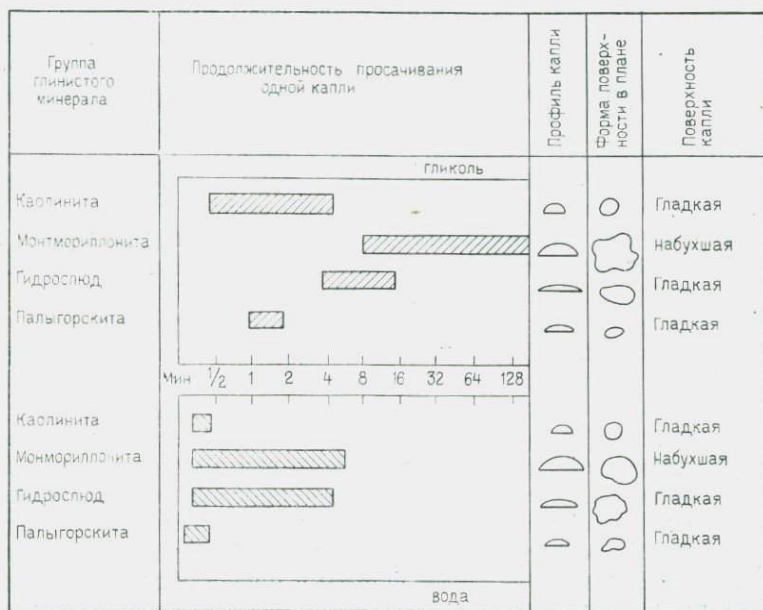 Группа
глинистого
минерала
Продолжительность просачивания
одной капли
Профиль капли
Форма поверх-
ности в плане
Поверхность
капли
гликоль
Каолинита
Гладкая
Монтмориллонита
Набухшая
Гидрослюд
Гладкая
Палыгорскита
Гладкая
Мин 1/2 1 2 4 8 16 32 64 128
Каолинита
Гладкая
Монмориллонита
Набухшая
Гидрослюд
Гладкая
Палыгорскита
Гладкая
вода